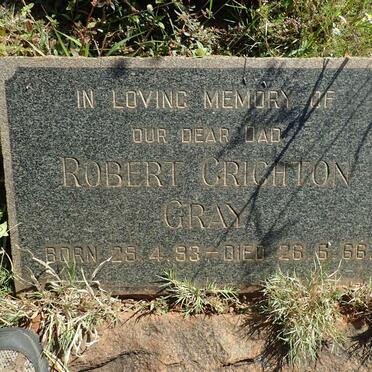 IN LOVING MEMORY OF
OUR DEAR DAD
ROBERT CRICHTON
GRAY
BORN 25.4.93 – DIED 26.6.66